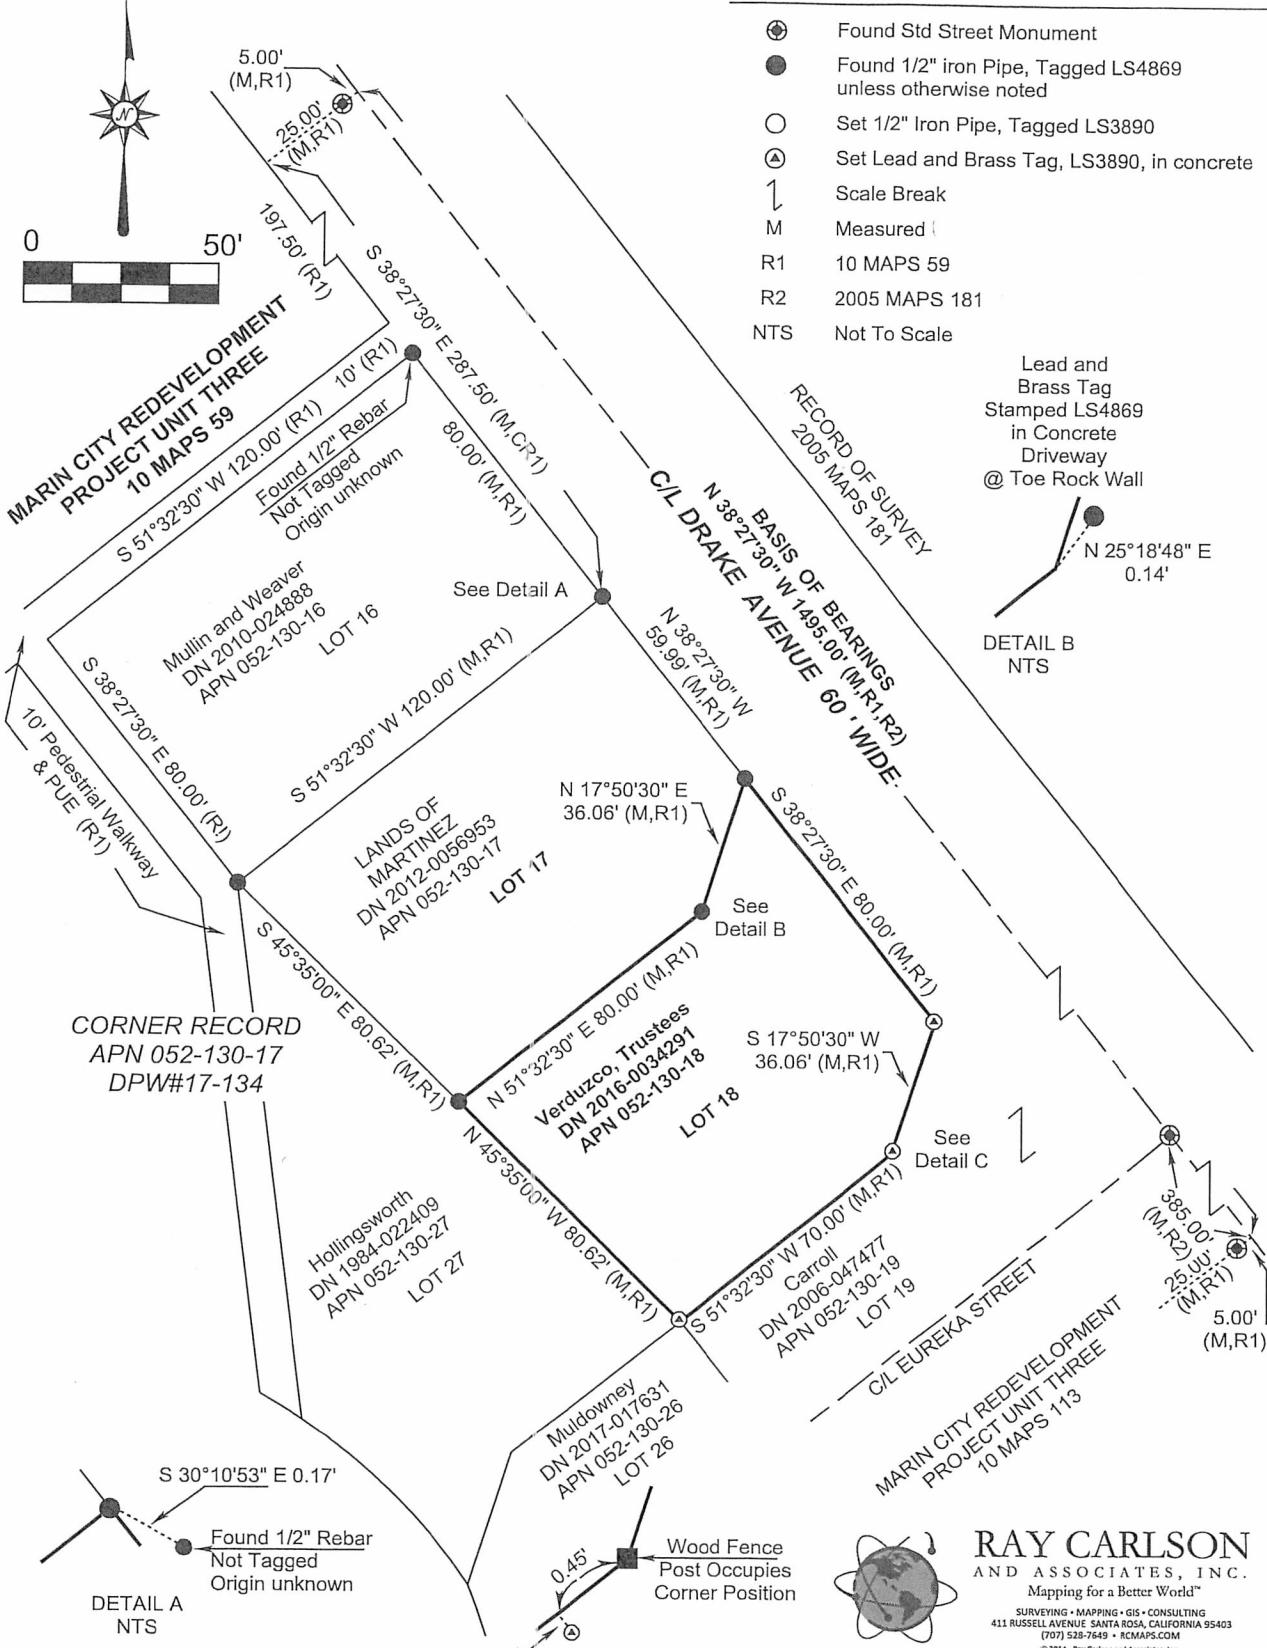 Found Std Street Monument
Found 1/2" iron Pipe, Tagged LS4869
unless otherwise noted
Set 1/2" Iron Pipe, Tagged LS3890
Set Lead and Brass Tag, LS3890, in concrete
Scale Break
M Measured
R1 10 MAPS 59
R2 2005 MAPS 181
NTS Not To Scale
N
0 50'
5.00'
(M,R1)
25.00'
(M,R1)
197.50' (R1)
S 38°27'30" E 287.50' (M,CR1)
MARIN CITY REDEVELOPMENT
PROJECT UNIT THREE
10 MAPS 59
S 51°32'30" W 120.00' (R1)
10' (R1)
Found 1/2" Rebar
Not Tagged
Origin unknown
80.00' (M,R1)
RECORD OF SURVEY
2005 MAPS 181
BASIS OF BEARINGS
N 38°27'30" W 1495.00' (M,R1,R2)
C/L DRAKE AVENUE 60 ' WIDE
Lead and
Brass Tag
Stamped LS4869
in Concrete
Driveway
@ Toe Rock Wall
N 25°18'48" E
0.14'
DETAIL B
NTS
Mullin and Weaver
DN 2010-024888
APN 052-130-16
LOT 16
See Detail A
S 51°32'30" W 120.00' (M,R1)
N 38°27'30" W
59.99' (M,R1)
S 38°27'30" E 80.00' (RI)
10' Pedestrial Walkway
& PUE (R1)
LANDS OF
MARTINEZ
DN 2012-0056953
APN 052-130-17
LOT 17
N 17°50'30" E
36.06' (M,R1)
S 38°27'30" E 80.00' (M,R1)
See
Detail B
S 45°35'00" E 80.62' (M,R1)
N 51°32'30" E 80.00' (M,R1)
CORNER RECORD
APN 052-130-17
DPW#17-134
Verduzco, Trustees
DN 2016-0034291
APN 052-130-18
LOT 18
S 17°50'30" W
36.06' (M,R1)
See
Detail C
N 45°35'00" W 80.62' (M,R1)
S 51°32'30" W 70.00' (M,R1)
Hollingsworth
DN 1984-022409
APN 052-130-27
LOT 27
Carroll
DN 2006-047477
APN 052-130-19
LOT 19
C/L EUREKA STREET
385.00'
(M,R2)
25.00'
(M,R1)
5.00'
(M,R1)
MARIN CITY REDEVELOPMENT
PROJECT UNIT THREE
10 MAPS 113
Muldowney
DN 2017-017631
APN 052-130-26
LOT 26
S 30°10'53" E 0.17'
Found 1/2" Rebar
Not Tagged
Origin unknown
DETAIL A
NTS
0.45'
Wood Fence
Post Occupies
Corner Position
RAY CARLSON
AND ASSOCIATES, INC.
Mapping for a Better World™
SURVEYING • MAPPING • GIS • CONSULTING
411 RUSSELL AVENUE SANTA ROSA, CALIFORNIA 95403
(707) 528-7649 • RCMAPS.COM